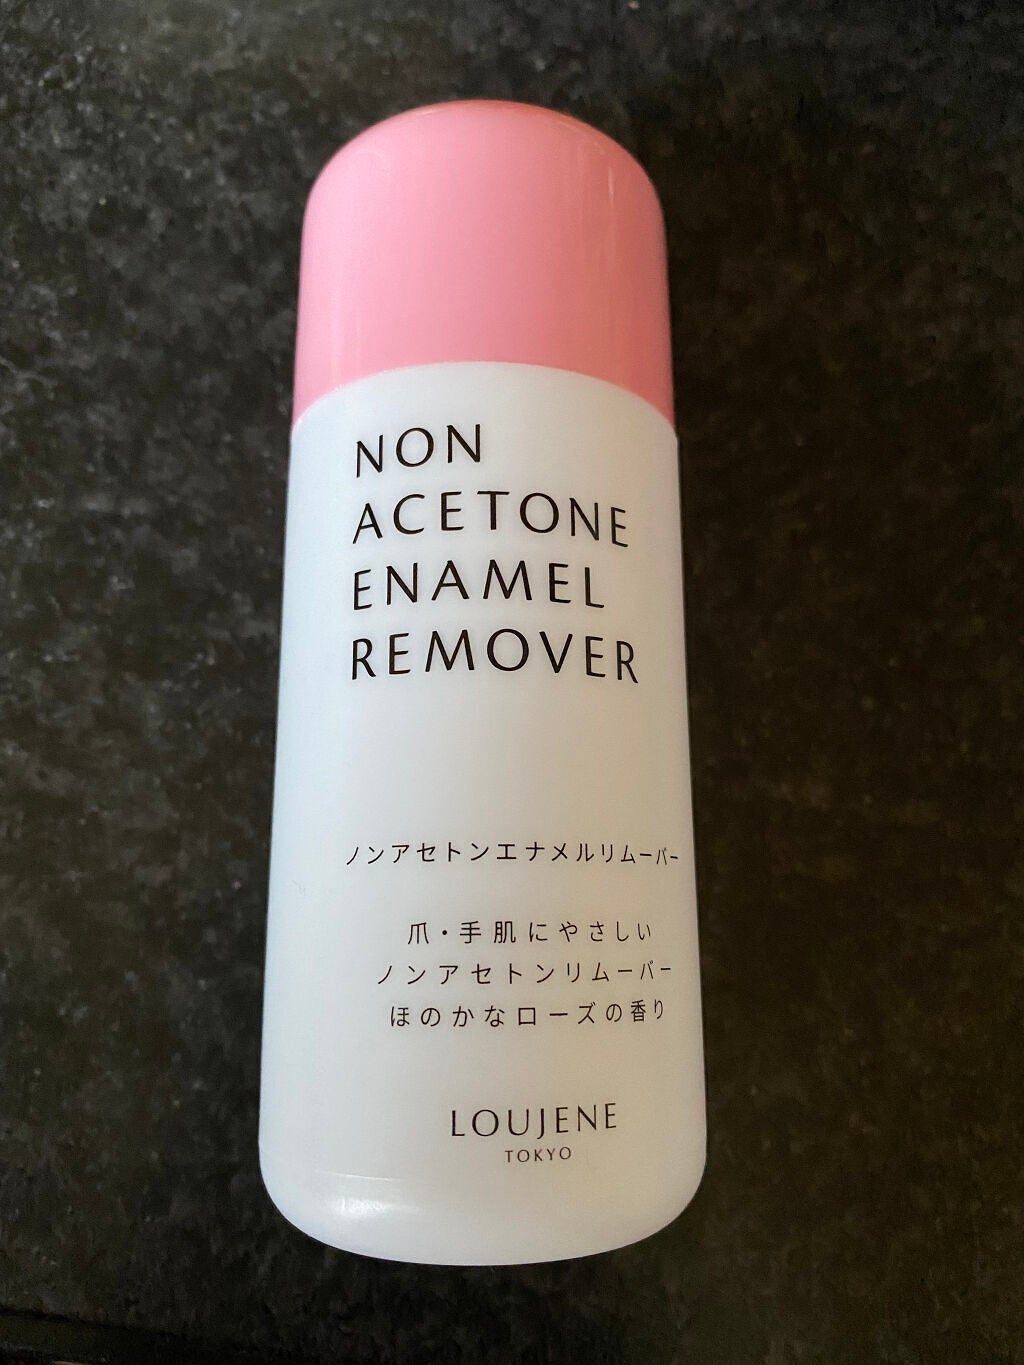 NON
ACETONE
ENAMEL
REMOVER
ノンアセトンエナメルリムーバー
爪・手肌にやさしい
ノンアセトンリムーバー
ほのかなローズの香り
LOUJENE
TOKYO